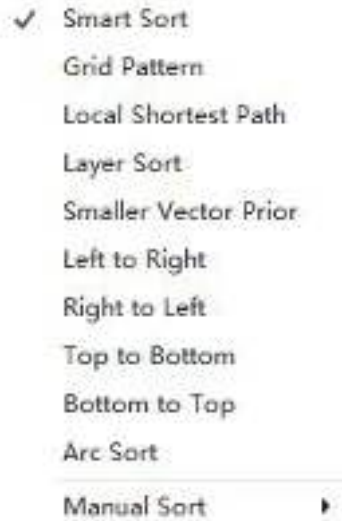 Smart Sort
Grid Pattern
Local Shortest Path
Layer Sort
Smaller Vector Prior
Left to Right
Right to Left
Top to Bottom
Bottom to Top
Arc Sort
Manual Sort